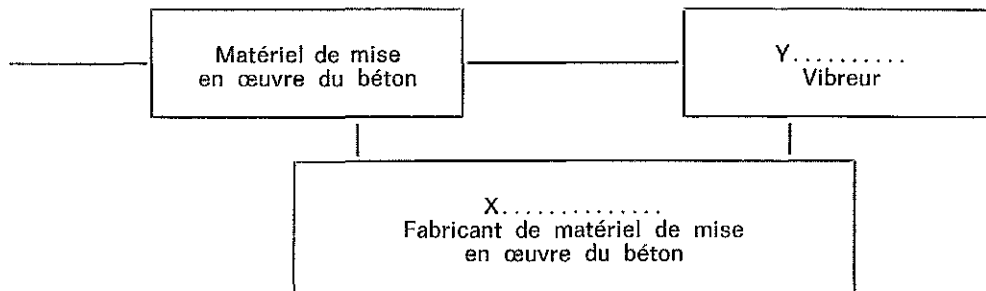 Matériel de mise
en œuvre du béton
Y..........
Vibreur
X..............
Fabricant de matériel de mise
en œuvre du béton